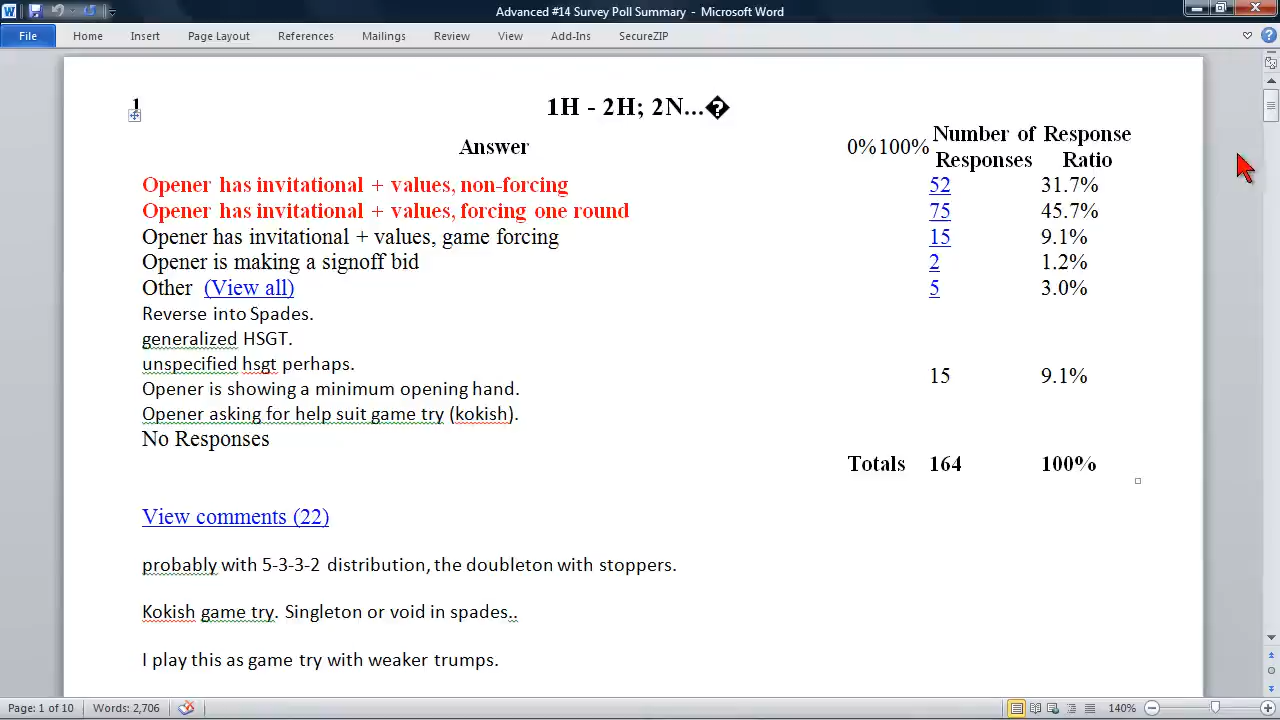 Advanced #14 Survey Poll Summary - Microsoft Word
File Home Insert Page Layout References Mailings Review View Add-Ins SecureZIP
1 1H - 2H; 2N...�
Answer 0%100% Number of Responses Response Ratio
Opener has invitational + values, non-forcing 52 31.7%
Opener has invitational + values, forcing one round 75 45.7%
Opener has invitational + values, game forcing 15 9.1%
Opener is making a signoff bid 2 1.2%
Other (View all) 5 3.0%
Reverse into Spades.
generalized HSGT.
unspecified hsgt perhaps.
15 9.1%
Opener is showing a minimum opening hand.
Opener asking for help suit game try (kokish).
No Responses
Totals 164 100%
View comments (22)
probably with 5-3-3-2 distribution, the doubleton with stoppers.
Kokish game try. Singleton or void in spades..
I play this as game try with weaker trumps.
Page: 1 of 10 Words: 2,706 140%